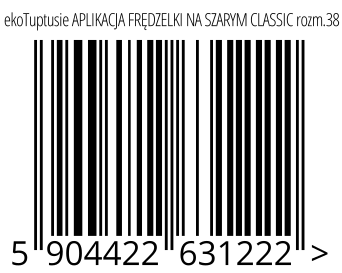 ekoTuptusie APLIKACJA FRĘDZELKI NA SZARYM CLASSIC rozm.38
5 904422 631222 >